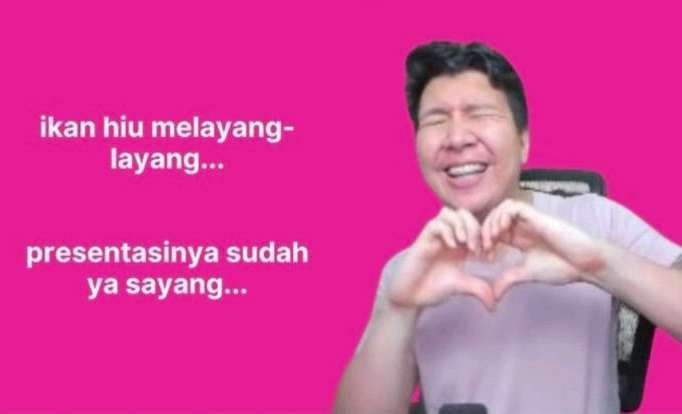 ikan hiu melayang-
layang...
presentasinya sudah
ya sayang...